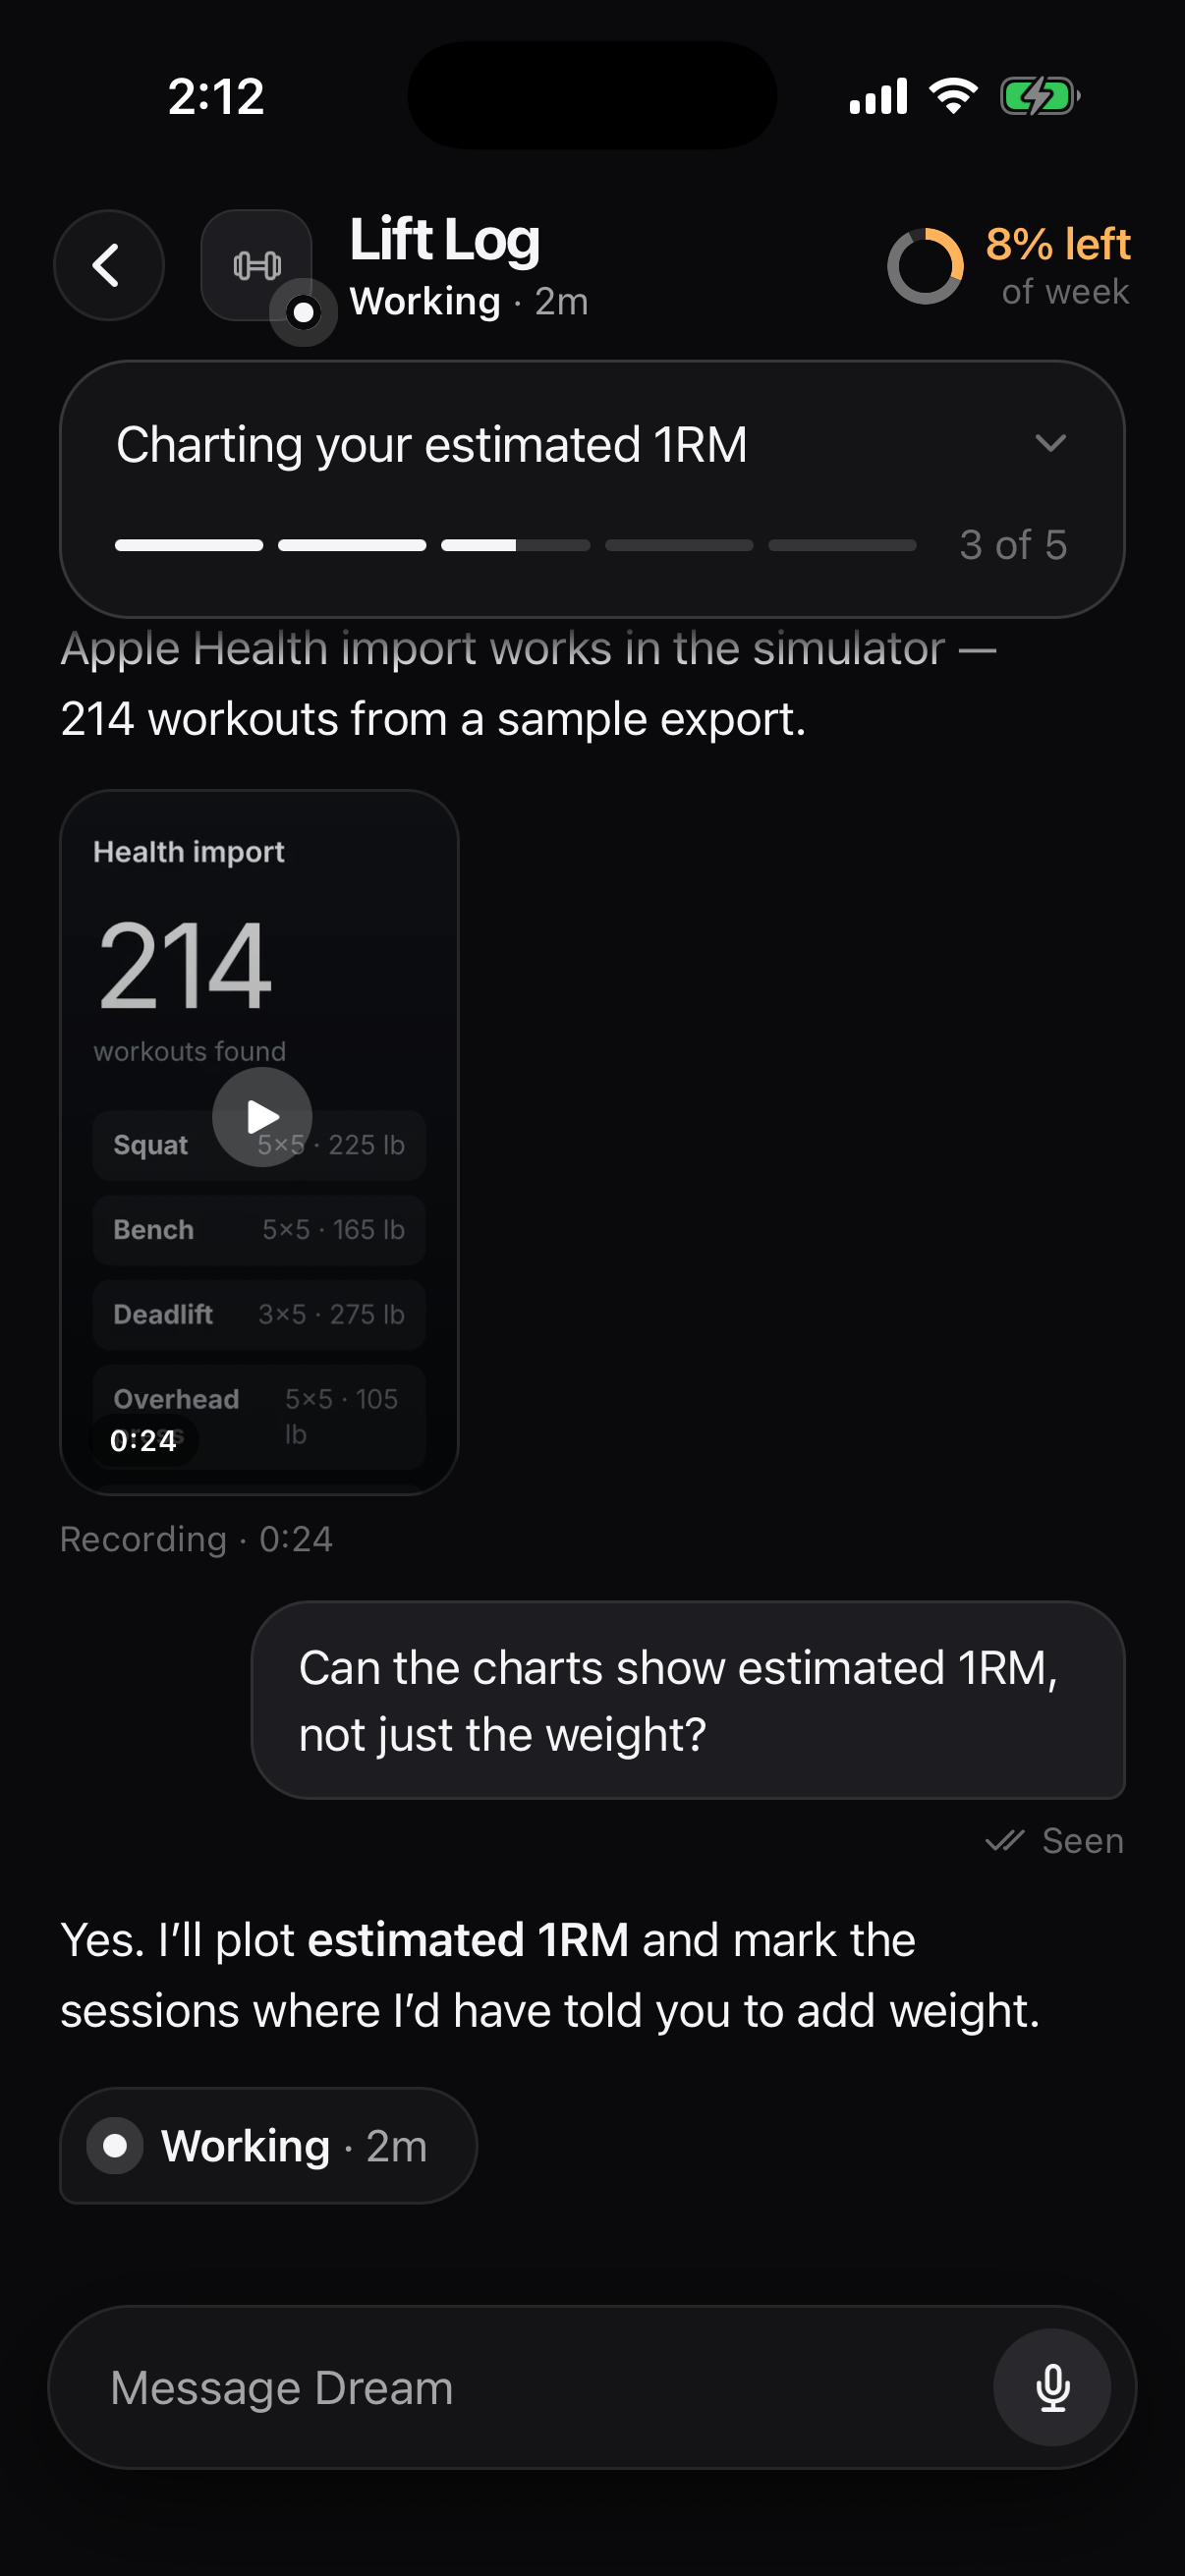 2:12
Lift Log
Working · 2m
8% left
of week
Charting your estimated 1RM
3 of 5
Apple Health import works in the simulator —
214 workouts from a sample export.
Health import
214
workouts found
Squat 5×5 · 225 lb
Bench 5×5 · 165 lb
Deadlift 3×5 · 275 lb
Overhead 5×5 · 105
lb
0:24
Recording · 0:24
Can the charts show estimated 1RM,
not just the weight?
Seen
Yes. I’ll plot estimated 1RM and mark the
sessions where I’d have told you to add weight.
Working · 2m
Message Dream